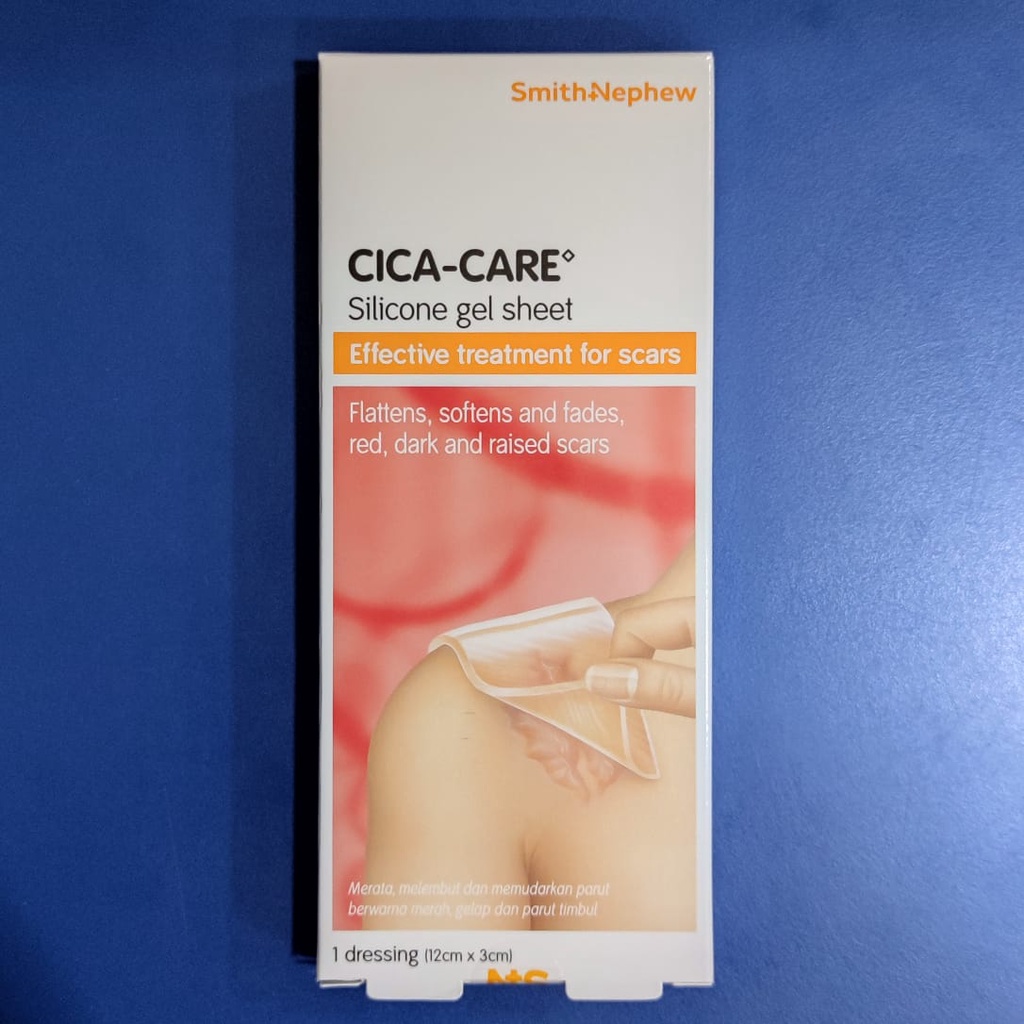 Smith+Nephew
CICA-CARE◊
Silicone gel sheet
Effective treatment for scars
Flattens, softens and fades,
red, dark and raised scars
Merata, melembut dan memudarkan parut
berwarna merah, gelap dan parut timbul
1 dressing (12cm x 3cm)
S+N